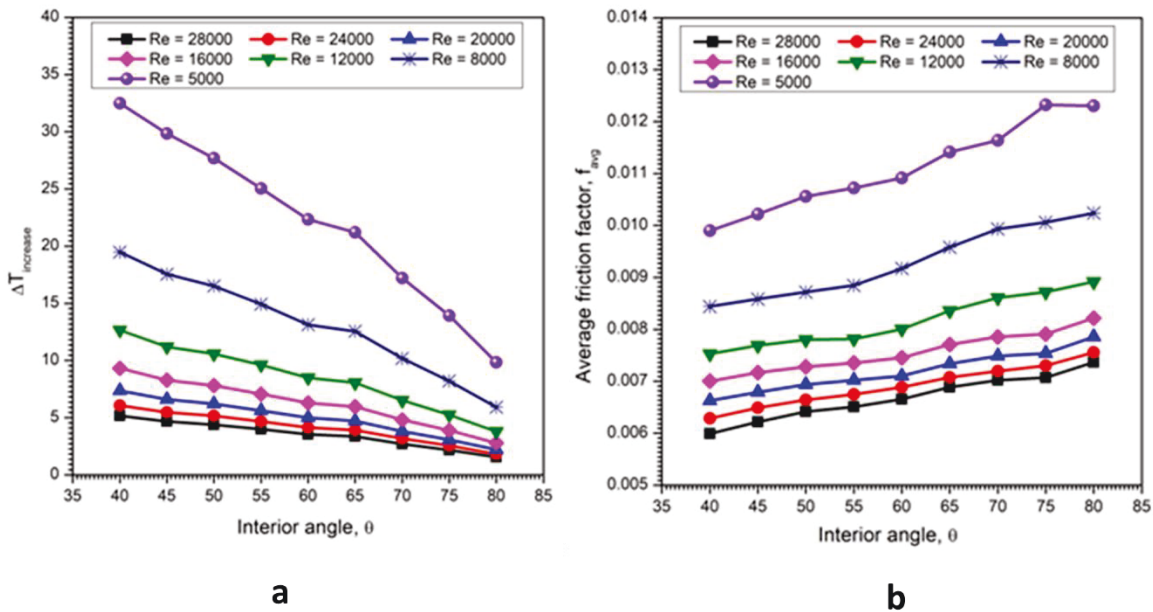 40
35
30
25
20
15
10
5
0
ΔT_increase
Re = 28000 Re = 24000 Re = 20000
Re = 16000 Re = 12000 Re = 8000
Re = 5000
35 40 45 50 55 60 65 70 75 80 85
Interior angle, θ
a
0.014
0.013
0.012
0.011
0.010
0.009
0.008
0.007
0.006
0.005
Average friction factor, f_avg
Re = 28000 Re = 24000 Re = 20000
Re = 16000 Re = 12000 Re = 8000
Re = 5000
35 40 45 50 55 60 65 70 75 80 85
Interior angle, θ
b